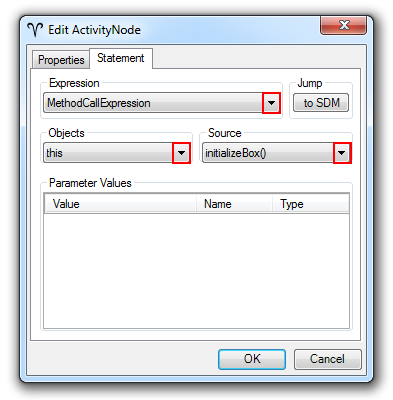 Edit ActivityNode
Properties Statement
Expression Jump
MethodCallExpression to SDM
Objects Source
this initializeBox()
Parameter Values
Value Name Type
OK Cancel